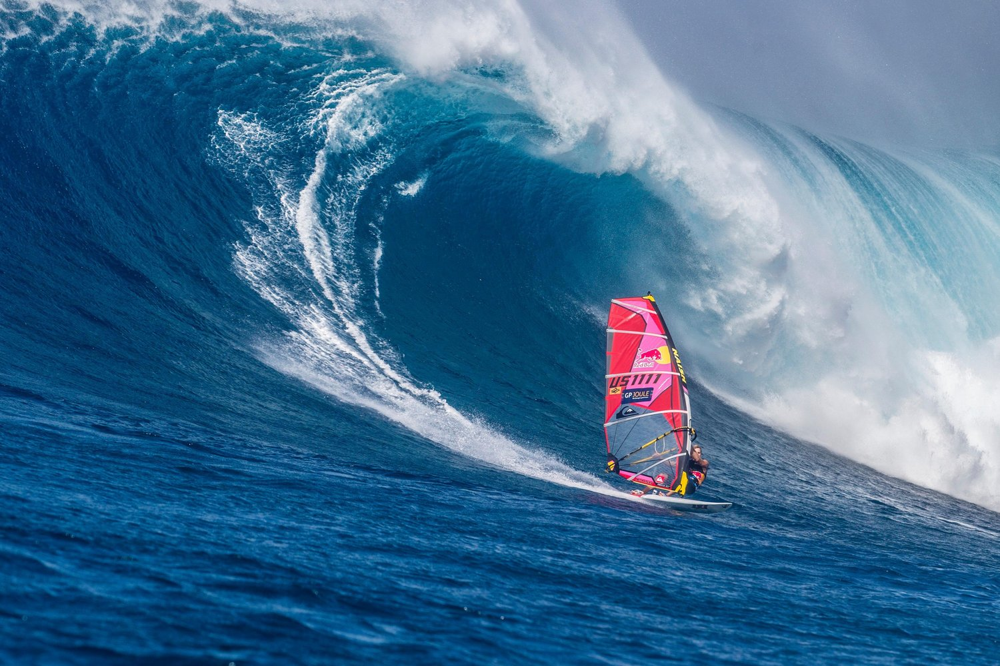 NAISH
Red Bull
US1111
GP JOULE